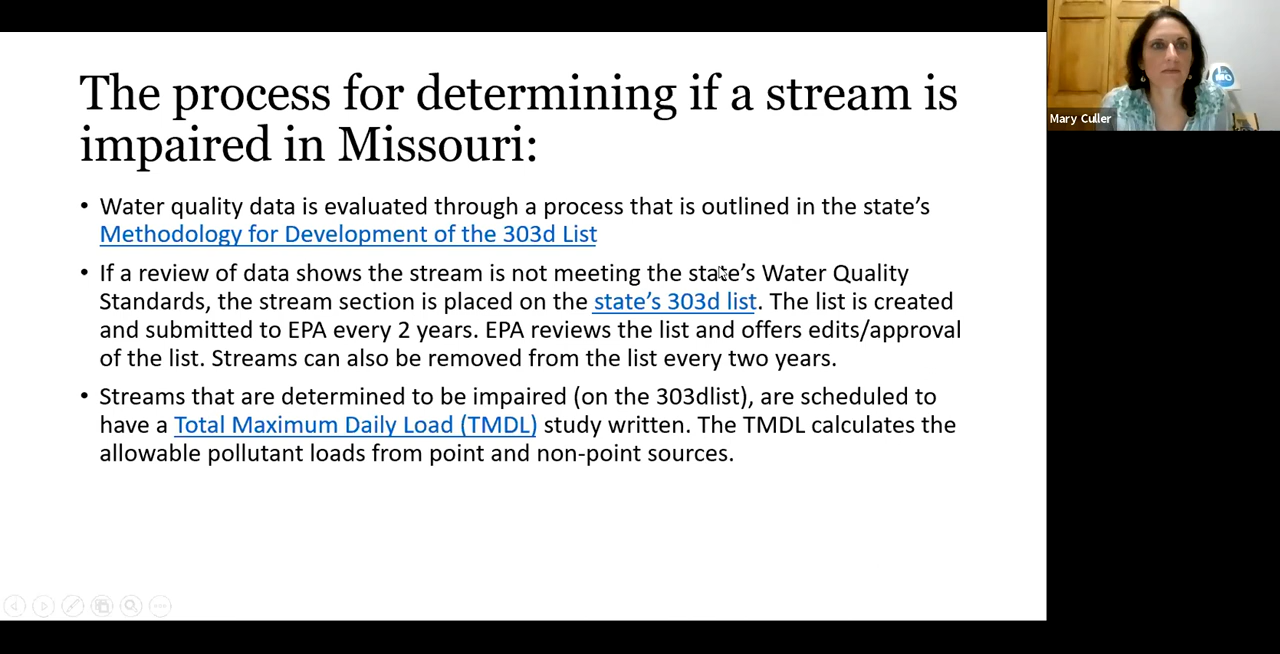 The process for determining if a stream is
impaired in Missouri:
• Water quality data is evaluated through a process that is outlined in the state's
Methodology for Development of the 303d List
• If a review of data shows the stream is not meeting the state's Water Quality
Standards, the stream section is placed on the state's 303d list. The list is created
and submitted to EPA every 2 years. EPA reviews the list and offers edits/approval
of the list. Streams can also be removed from the list every two years.
• Streams that are determined to be impaired (on the 303dlist), are scheduled to
have a Total Maximum Daily Load (TMDL) study written. The TMDL calculates the
allowable pollutant loads from point and non-point sources.
Mary Culler